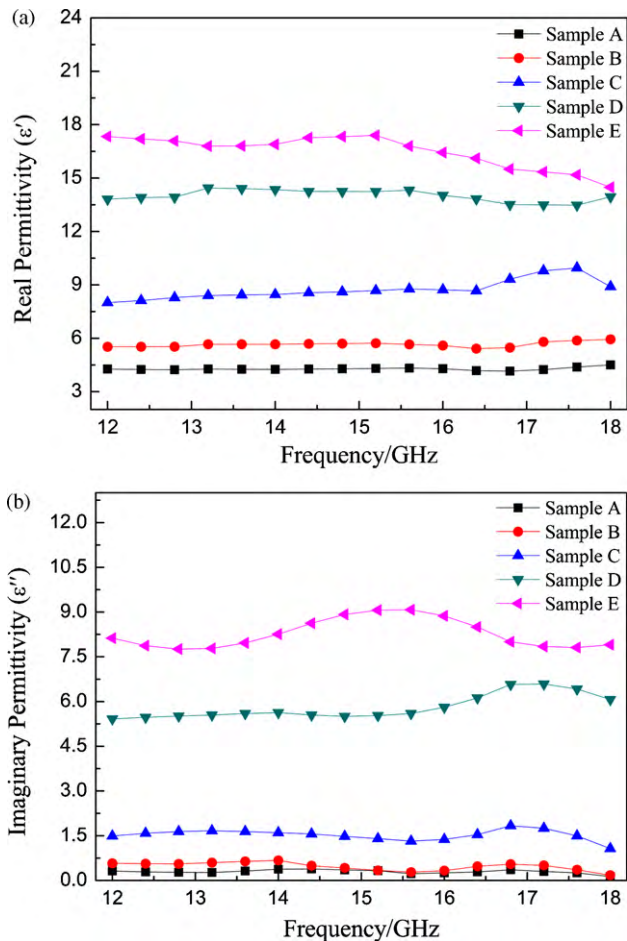 (a)
24
21
18
15
12
9
6
3
Real Permittivity (ε′)
Sample A
Sample B
Sample C
Sample D
Sample E
12 13 14 15 16 17 18
Frequency/GHz
(b)
12.0
10.5
9.0
7.5
6.0
4.5
3.0
1.5
0.0
Imaginary Permittivity (ε″)
Sample A
Sample B
Sample C
Sample D
Sample E
12 13 14 15 16 17 18
Frequency/GHz